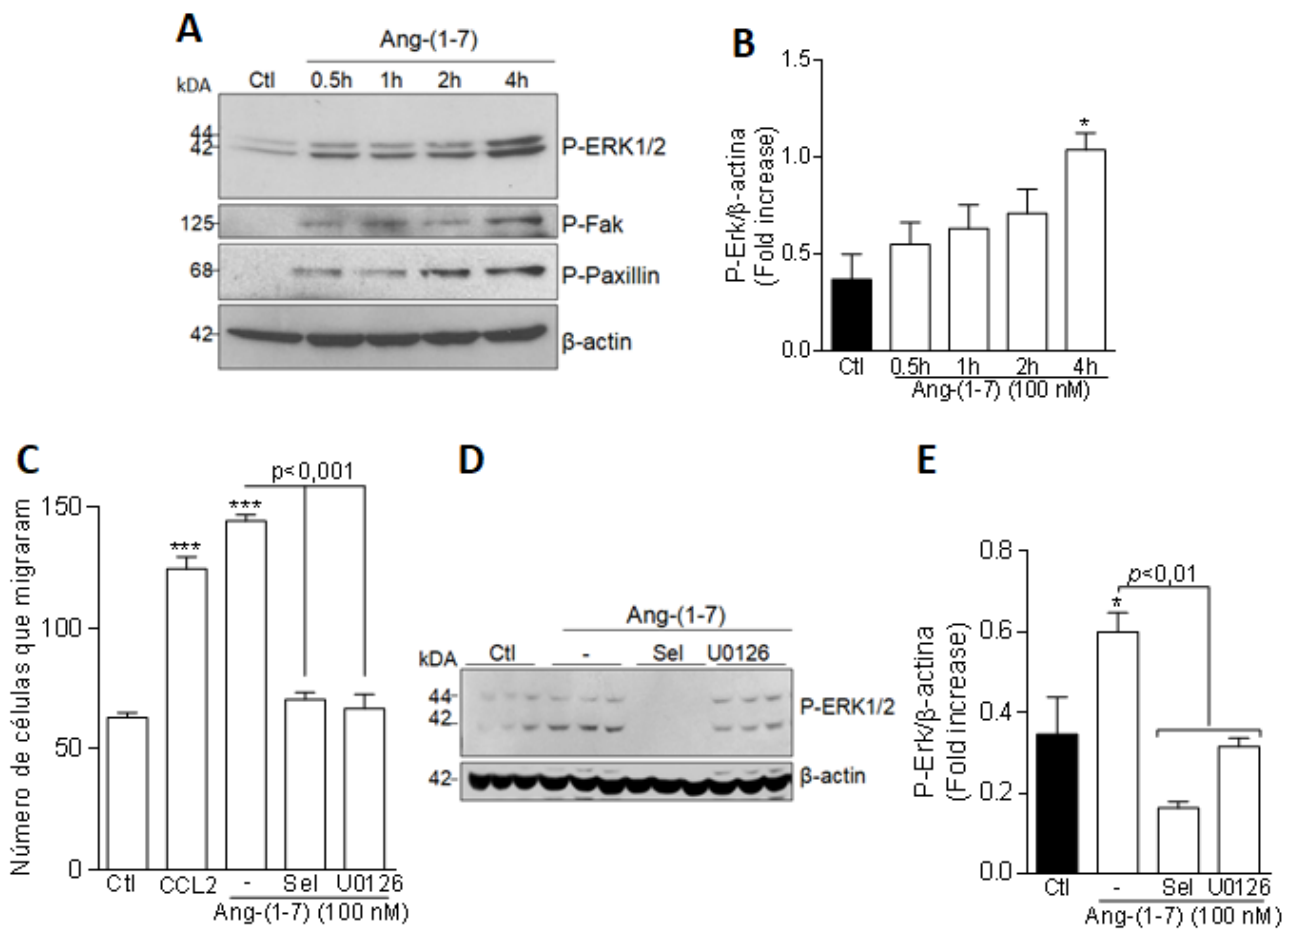 A
Ang-(1-7)
kDA Ctl 0.5h 1h 2h 4h
44
42
P-ERK1/2
125
P-Fak
68
P-Paxillin
42
β-actin
B
P-Erk/β-actina
(Fold increase)
1.5
1.0
0.5
0.0
*
Ctl 0.5h 1h 2h 4h
Ang-(1-7) (100 nM)
C
Número de células que migraram
150
100
50
0
p<0,001
***
***
Ctl CCL2 - Sel U0126
Ang-(1-7) (100 nM)
D
Ang-(1-7)
kDA Ctl - Sel U0126
44
42
P-ERK1/2
42
β-actin
E
P-Erk/β-actina
(Fold increase)
0.8
0.6
0.4
0.2
0.0
p<0,01
*
Ctl - Sel U0126
Ang-(1-7) (100 nM)